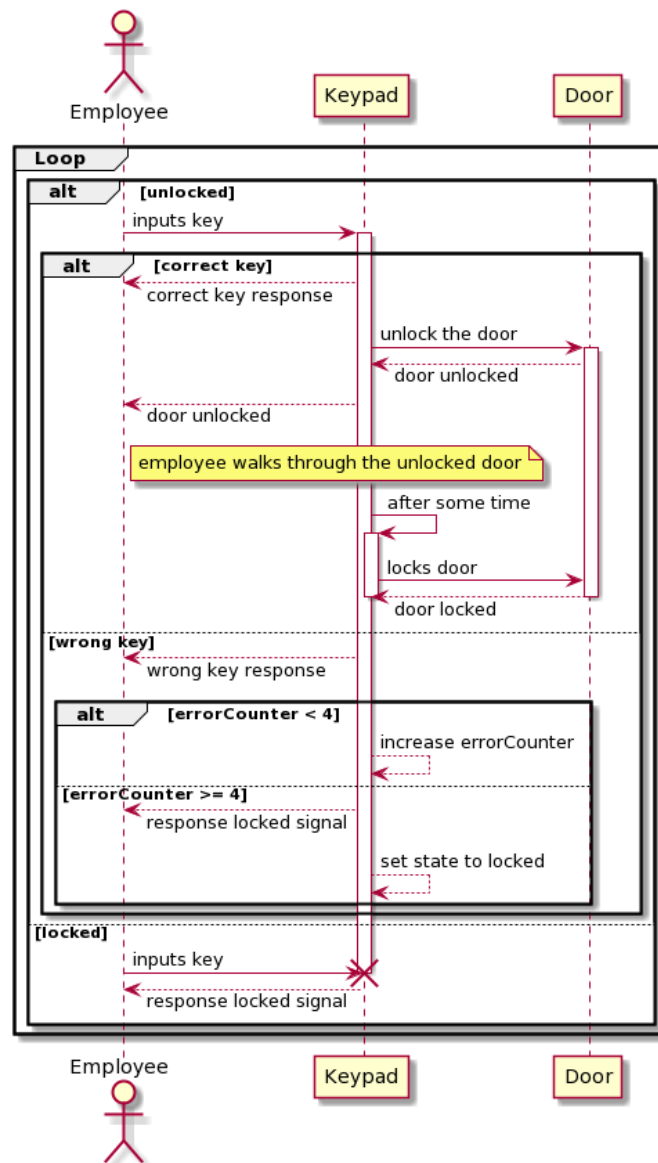 Employee
Keypad
Door
Loop
alt [unlocked]
inputs key
alt [correct key]
correct key response
unlock the door
door unlocked
door unlocked
employee walks through the unlocked door
after some time
locks door
door locked
[wrong key]
wrong key response
alt [errorCounter < 4]
increase errorCounter
[errorCounter >= 4]
response locked signal
set state to locked
[locked]
inputs key
response locked signal
Employee
Keypad
Door